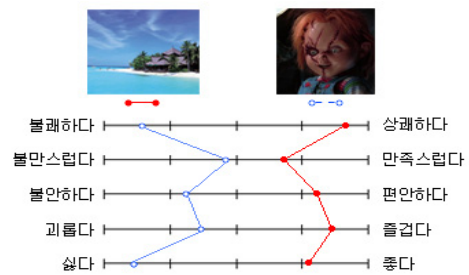 불쾌하다 상쾌하다
불만스럽다 만족스럽다
불안하다 편안하다
괴롭다 즐겁다
싫다 좋다